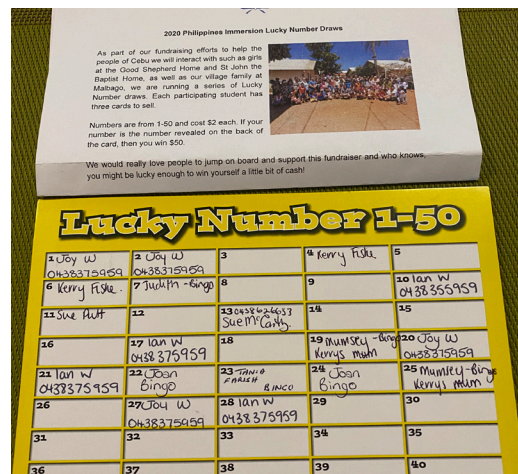 2020 Philippines Immersion Lucky Number Draws
As part of our fundraising efforts to help the
people of Cebu we will interact with such as girls
at the Good Shepherd Home and St John the
Baptist Home, as well as our village family at
Malbago, we are running a series of Lucky
Number draws. Each participating student has
three cards to sell.
Numbers are from 1-50 and cost $2 each. If your
number is the number revealed on the back of
the card, then you win $50.
We would really love people to jump on board and support this fundraiser and who knows,
you might be lucky enough to win yourself a little bit of cash!
Lucky Number 1-50
1 Joy W
0438375959
2 Joy W
0438375959
3
4 Kerry Fiske
5
6 Kerry Fiske.
7 Judith - Bingo
8
9
10 Ian W
0438355959
11 Sue
12
13 0438626633
Sue McCarthy.
14
15
16
17 Ian W
0438375959
18
19 Mumsey - Bingo
Kerrys mum
20 Joy W
0438375959
21 Ian W
0438375959
22 Joan
Bingo
23 - TANIA
FARISH
BINGO
24 Joan
Bingo
25 Mumsey - Bingo
Kerry's Mum
26
27 Joy W
0438375959
28 Ian W
0438375959
29
30
31
32
33
34
35
36
37
38
39
40